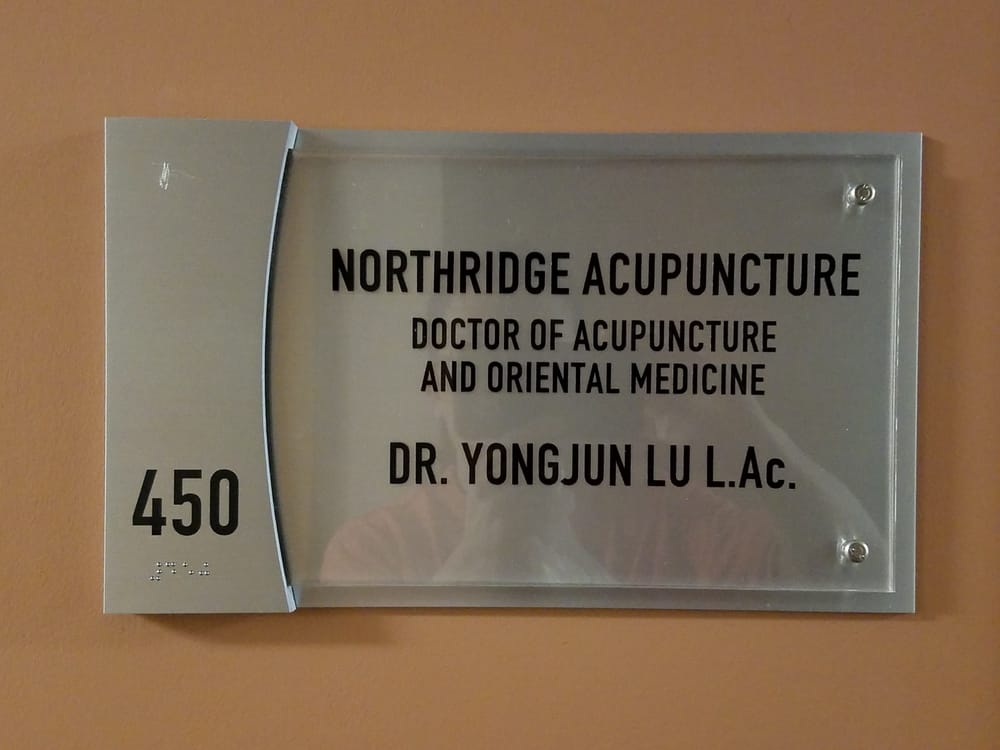 NORTHRIDGE ACUPUNCTURE
DOCTOR OF ACUPUNCTURE
AND ORIENTAL MEDICINE
DR. YONGJUN LU L.Ac.
450
⠼⠙⠑⠚